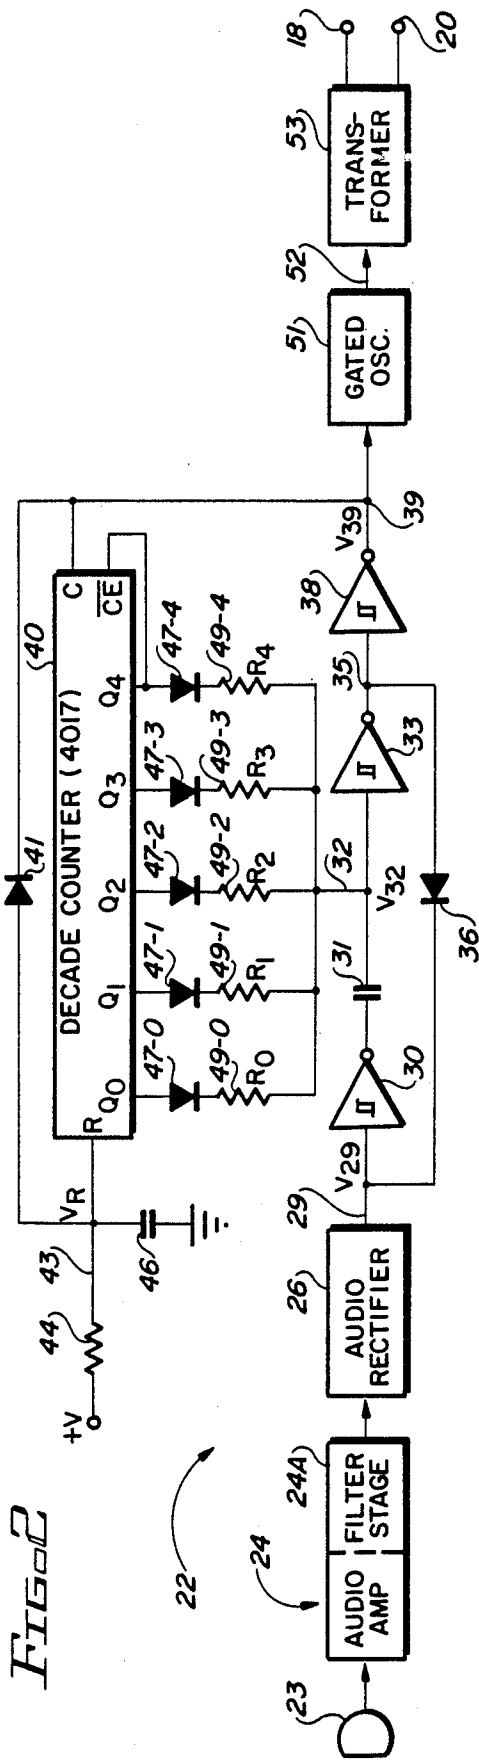 FIG. 2
22
+V
44
43
VR
46
41
40
DECADE COUNTER (4017)
R
C
CE
Q0
Q1
Q2
Q3
Q4
47-0
47-1
47-2
47-3
47-4
49-0
49-1
49-2
49-3
49-4
R0
R1
R2
R3
R4
23
24
AUDIO
AMP
24A
FILTER
STAGE
26
AUDIO
RECTIFIER
29
V29
30
31
32
V32
33
35
36
38
V39
39
51
GATED
OSC.
52
53
TRANS-
FORMER
18
20